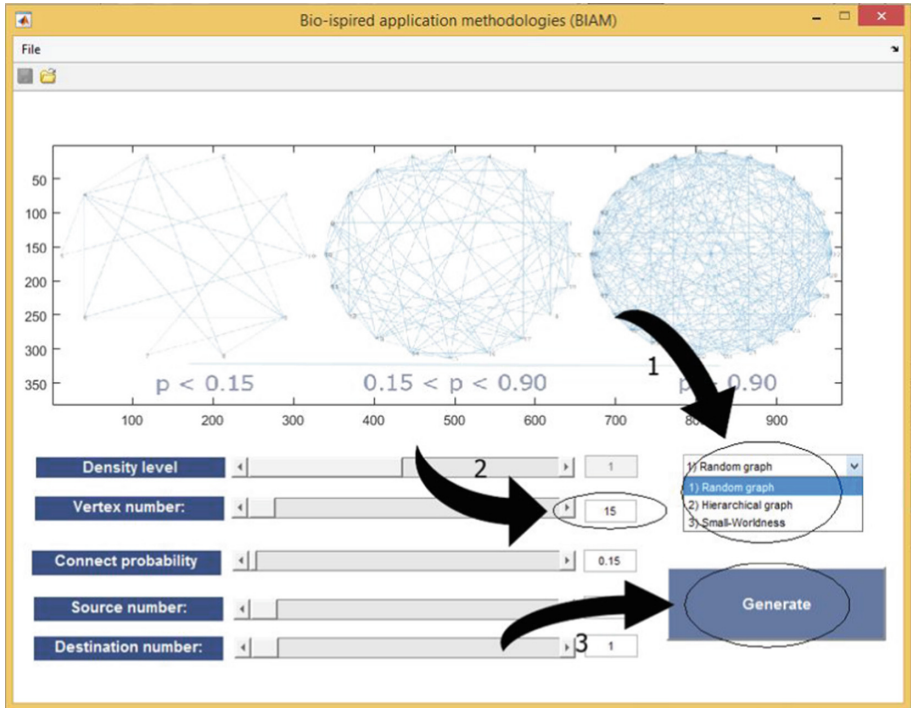 Bio-ispired application methodologies (BIAM)
File
50
100
150
200
250
300
350
p < 0.15
0.15 < p < 0.90
p 0.90
1
100 200 300 400 500 600 700 900
Density level
2
1
1) Random graph
1) Random graph
2) Hierarchical graph
3) Small-Worldness
Vertex number:
15
Connect probability
0.15
Source number:
Generate
Destination number:
3
1